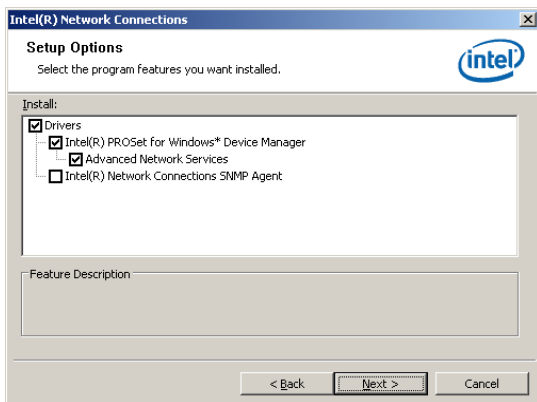 Intel(R) Network Connections
Setup Options
Select the program features you want installed.
intel
Install:
Drivers
Intel(R) PROSet for Windows* Device Manager
Advanced Network Services
Intel(R) Network Connections SNMP Agent
Feature Description
< Back
Next >
Cancel